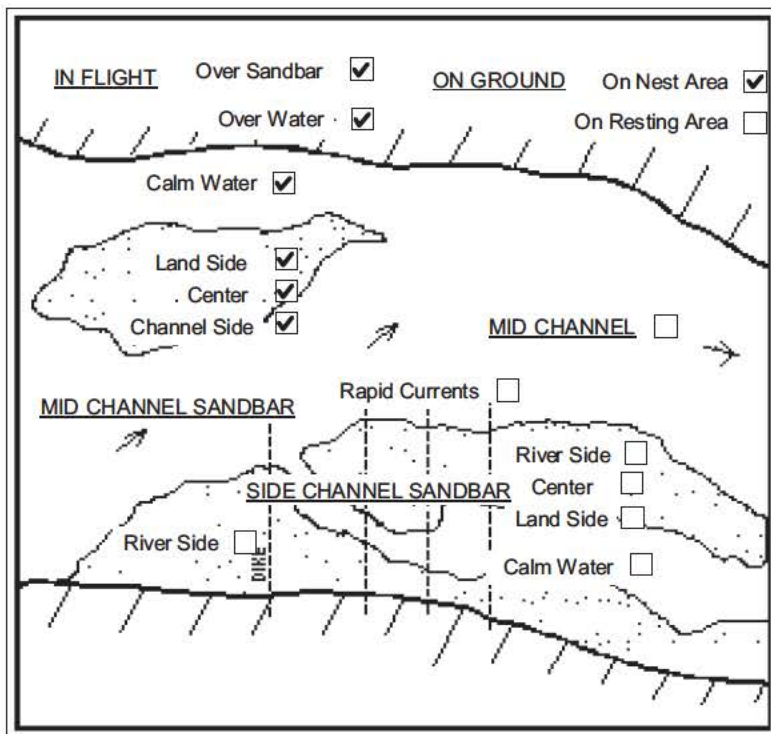 IN FLIGHT Over Sandbar ON GROUND On Nest Area
Over Water On Resting Area
Calm Water
Land Side
Center
Channel Side
MID CHANNEL
Rapid Currents
MID CHANNEL SANDBAR
River Side
SIDE CHANNEL SANDBAR Center
Land Side
River Side
DIKE
Calm Water